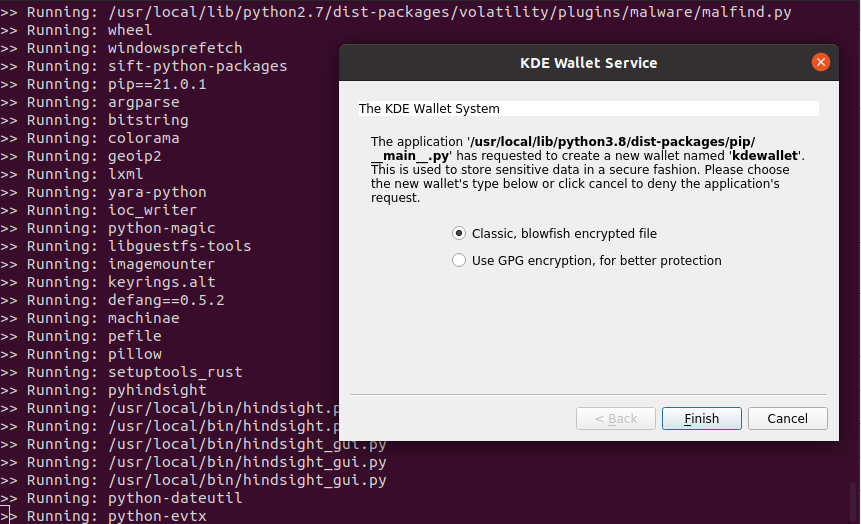 >> Running: /usr/local/lib/python2.7/dist-packages/volatility/plugins/malware/malfind.py
>> Running: wheel
>> Running: windowsprefetch
>> Running: sift-python-packages
>> Running: pip==21.0.1
>> Running: argparse
>> Running: bitstring
>> Running: colorama
>> Running: geoip2
>> Running: lxml
>> Running: yara-python
>> Running: ioc_writer
>> Running: python-magic
>> Running: libguestfs-tools
>> Running: imagemounter
>> Running: keyrings.alt
>> Running: defang==0.5.2
>> Running: machinae
>> Running: pefile
>> Running: pillow
>> Running: setuptools_rust
>> Running: pyhindsight
>> Running: /usr/local/bin/hindsight.p
>> Running: /usr/local/bin/hindsight.p
>> Running: /usr/local/bin/hindsight_gui.py
>> Running: /usr/local/bin/hindsight_gui.py
>> Running: /usr/local/bin/hindsight_gui.py
>> Running: python-dateutil
>> Running: python-evtx
KDE Wallet Service
The KDE Wallet System
The application '/usr/local/lib/python3.8/dist-packages/pip/
__main__.py' has requested to create a new wallet named 'kdewallet'.
This is used to store sensitive data in a secure fashion. Please choose
the new wallet's type below or click cancel to deny the application's
request.
Classic, blowfish encrypted file
Use GPG encryption, for better protection
< Back
Finish
Cancel